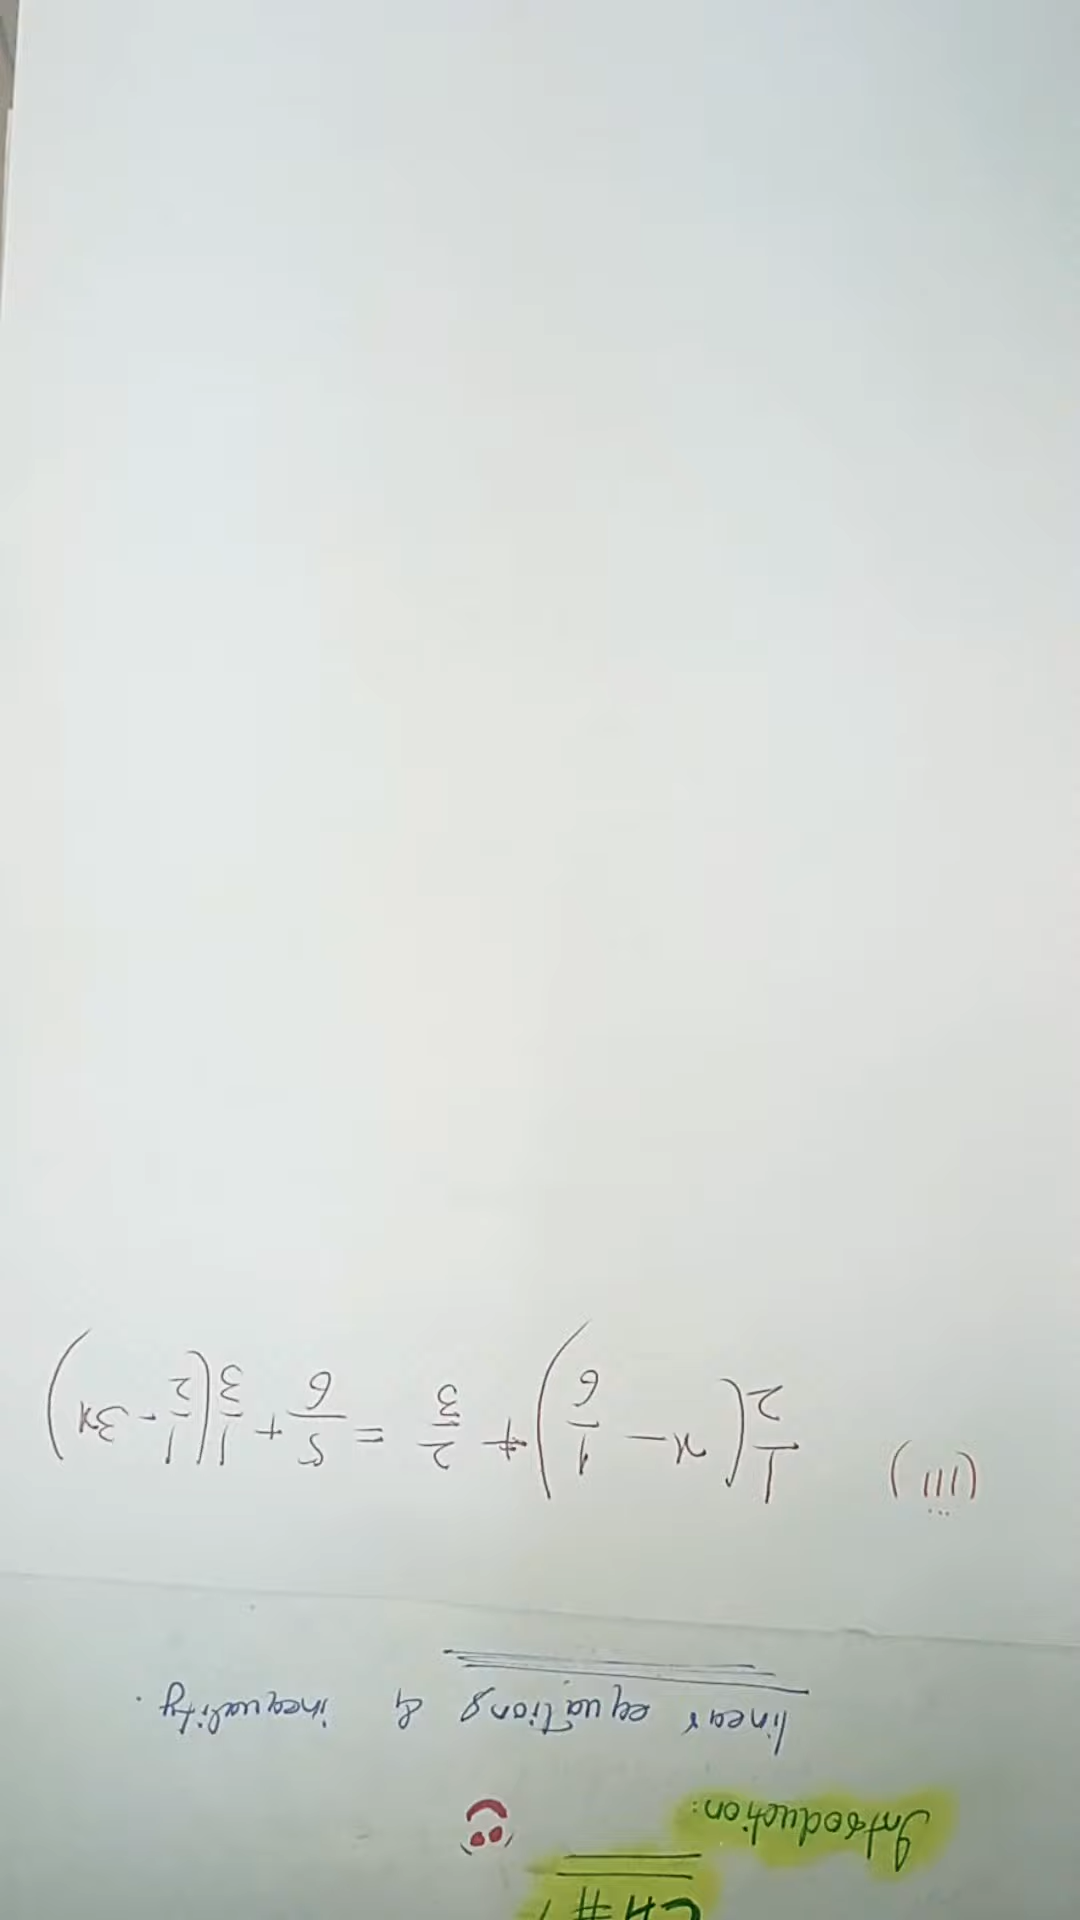 CH #
Introduction:
linear equations & inequality.
(iii) 1/2(x - 1/6) + 2/3 = 5/6 + 1/3(1/2 - 3x)